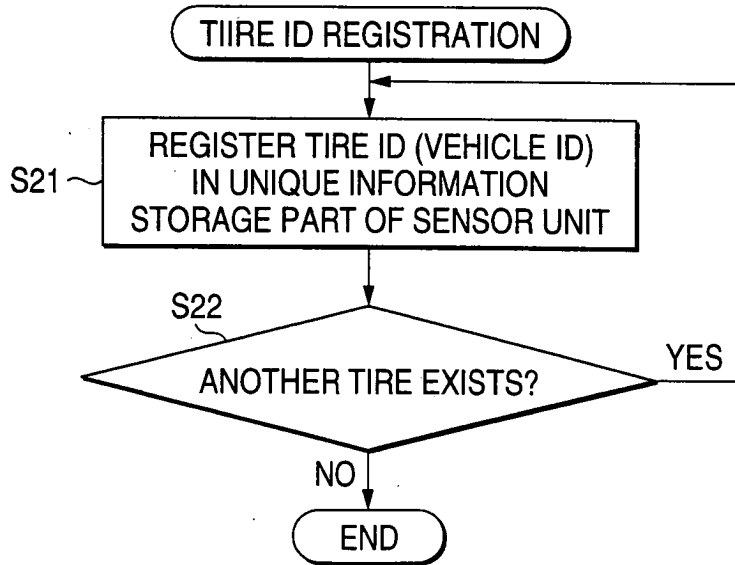 TIIRE ID REGISTRATION
S21
REGISTER TIRE ID (VEHICLE ID)
IN UNIQUE INFORMATION
STORAGE PART OF SENSOR UNIT
S22
ANOTHER TIRE EXISTS?
YES
NO
END